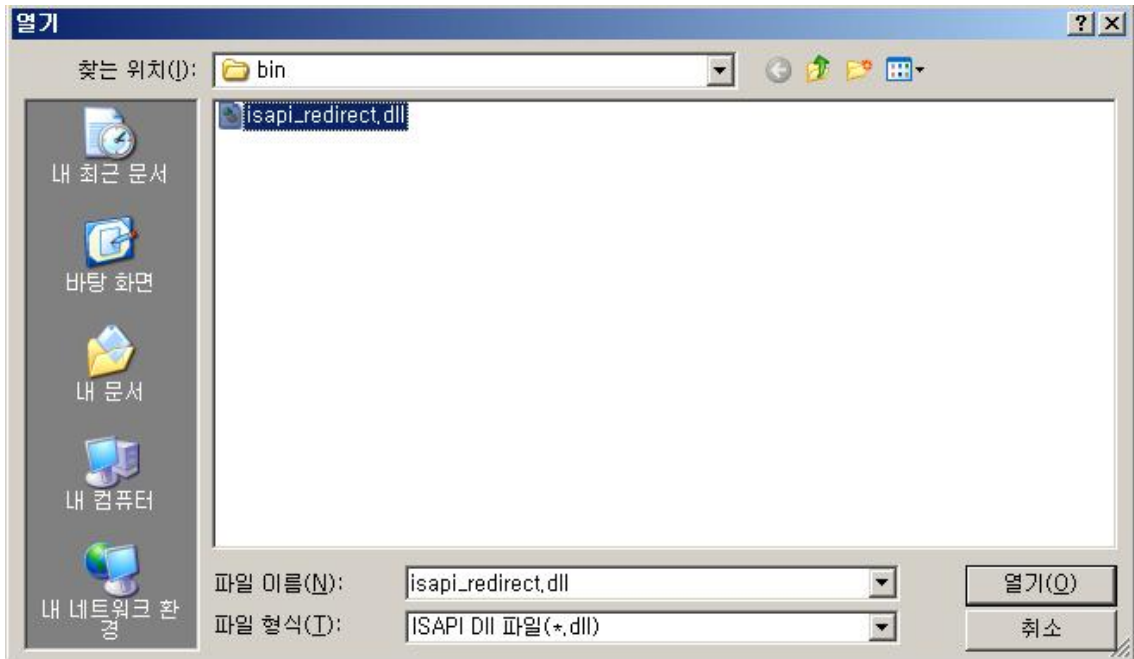 열기
찾는 위치(I):
bin
isapi_redirect.dll
내 최근 문서
바탕 화면
내 문서
내 컴퓨터
내 네트워크 환
경
파일 이름(N):
isapi_redirect.dll
열기(O)
파일 형식(T):
ISAPI Dll 파일(*.dll)
취소